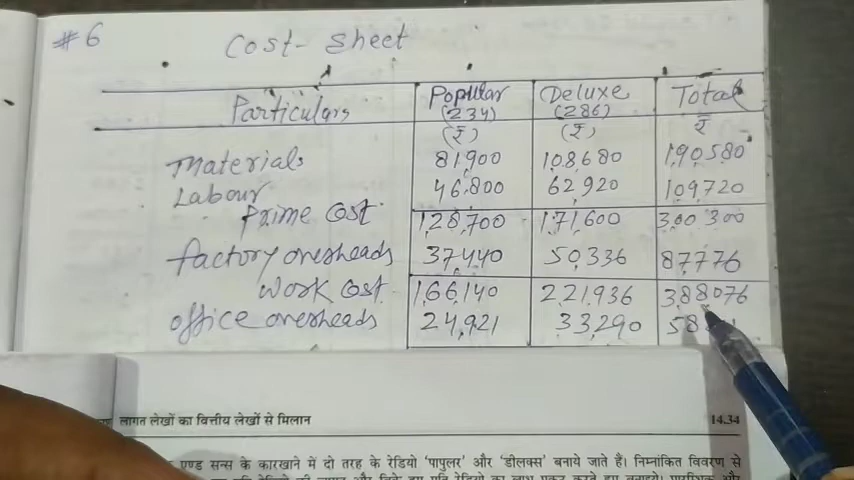 #6
Cost-Sheet
Particulars Popular Deluxe Total
(234) (286)
(₹) (₹) ₹
Materials 81,900 108,680 1,90,580
Labour 46,800 62,920 109,720
Prime Cost 1,28,700 1,71,600 3,00,300
factory overheads 37,440 50,336 87,776
Work Cost 1,66,140 2,21,936 3,88,076
office overheads 24,921 33,290
लागत लेखों का वित्तीय लेखों से मिलान 14.34
एण्ड सन्स के कारखाने में दो तरह के रेडियो 'पापुलर' और 'डीलक्स' बनाये जाते हैं। निम्नांकित विवरण से